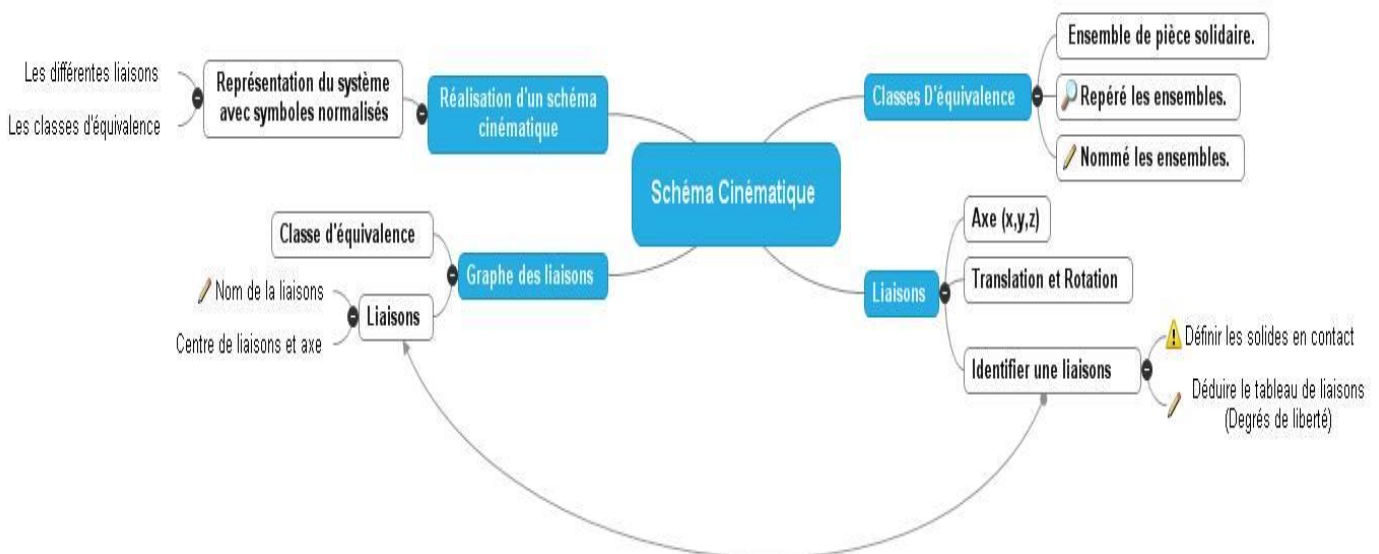 Schéma Cinématique
Classes D'équivalence
Ensemble de pièce solidaire.
Repéré les ensembles.
Nommé les ensembles.
Liaisons
Axe (x,y,z)
Translation et Rotation
Identifier une liaisons
Définir les solides en contact
Déduire le tableau de liaisons
(Degrés de liberté)
Réalisation d'un schéma
cinématique
Représentation du système
avec symboles normalisés
Les différentes liaisons
Les classes d'équivalence
Graphe des liaisons
Classe d'équivalence
Liaisons
Nom de la liaisons
Centre de liaisons et axe